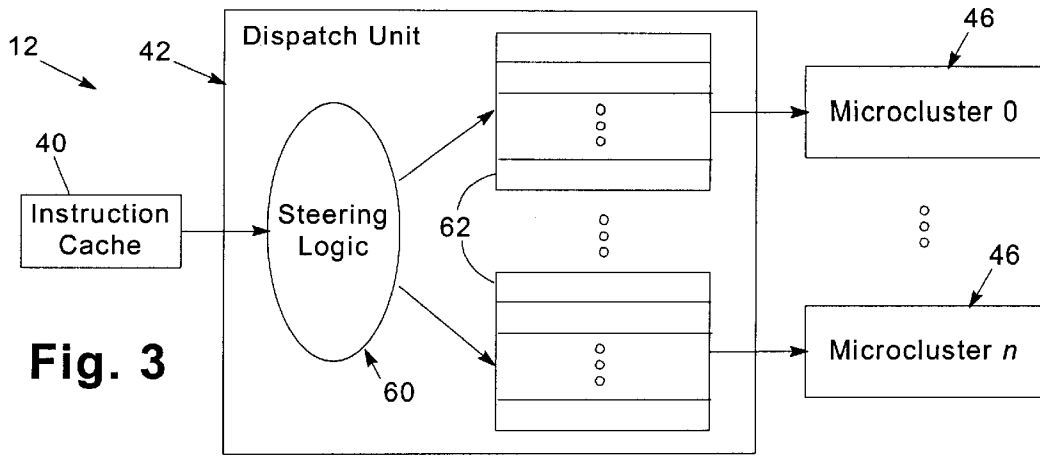 12
42
Dispatch Unit
46
Microcluster 0
40
Instruction
Cache
Steering
Logic
62
46
Microcluster n
Fig. 3
60